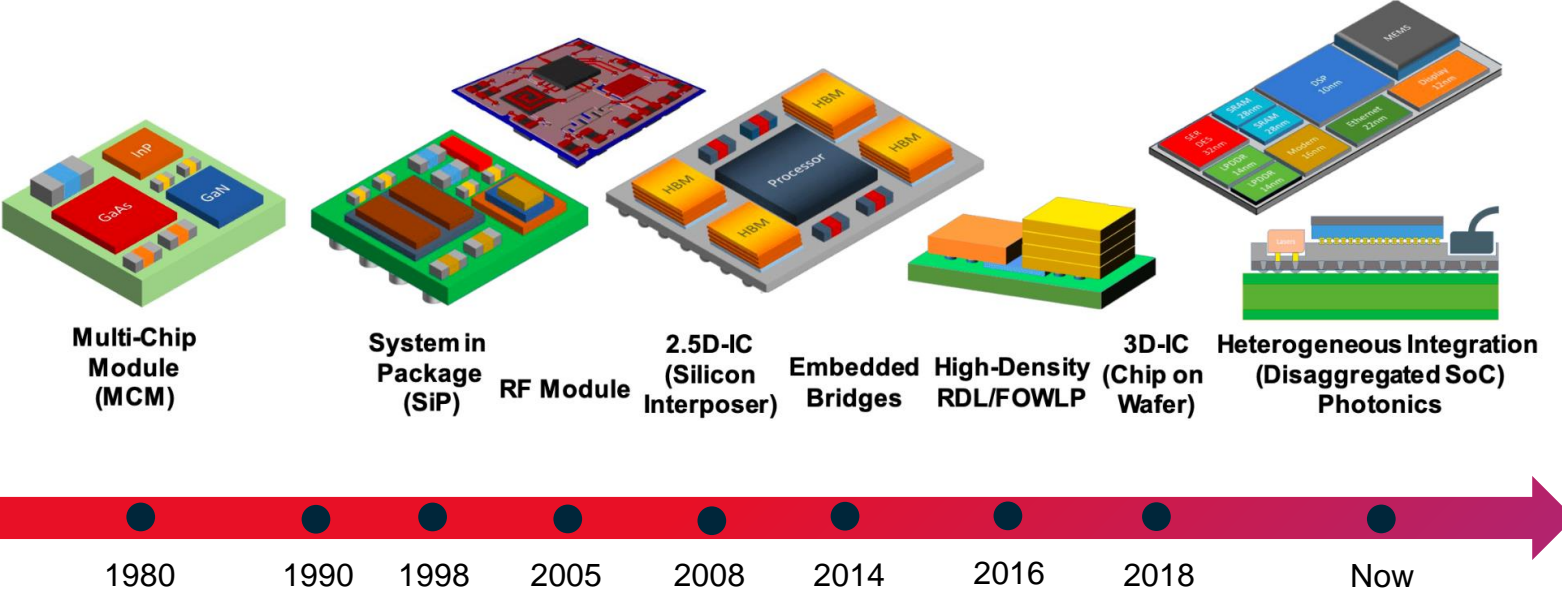 InP
GaAs
GaN
HBM
HBM
HBM
HBM
Processor
MEMS
DSP
10nm
Display
12nm
SRAM
28nm
SRAM
28nm
Ethernet
22nm
SER
DES
32nm
Modem
16nm
LPDDR
14nm
LPDDR
14nm
Lasers
Multi-Chip
Module
(MCM)
System in
Package
(SiP)
RF Module
2.5D-IC
(Silicon
Interposer)
Embedded
Bridges
High-Density
RDL/FOWLP
3D-IC
(Chip on
Wafer)
Heterogeneous Integration
(Disaggregated SoC)
Photonics
1980
1990
1998
2005
2008
2014
2016
2018
Now